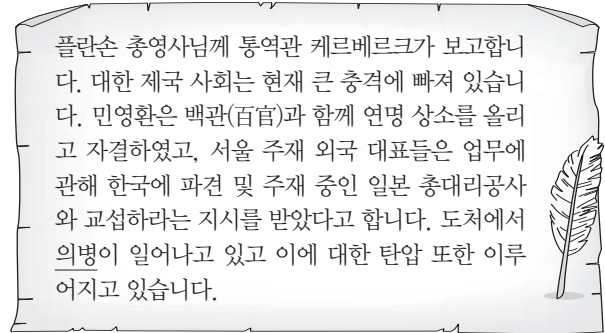 플란손 총영사님께 통역관 케르베르크가 보고합니
다. 대한 제국 사회는 현재 큰 충격에 빠져 있습니
다. 민영환은 백관(百官)과 함께 연명 상소를 올리
고 자결하였고, 서울 주재 외국 대표들은 업무에
관해 한국에 파견 및 주재 중인 일본 총대리공사
와 교섭하라는 지시를 받았다고 합니다. 도처에서
의병이 일어나고 있고 이에 대한 탄압 또한 이루
어지고 있습니다.